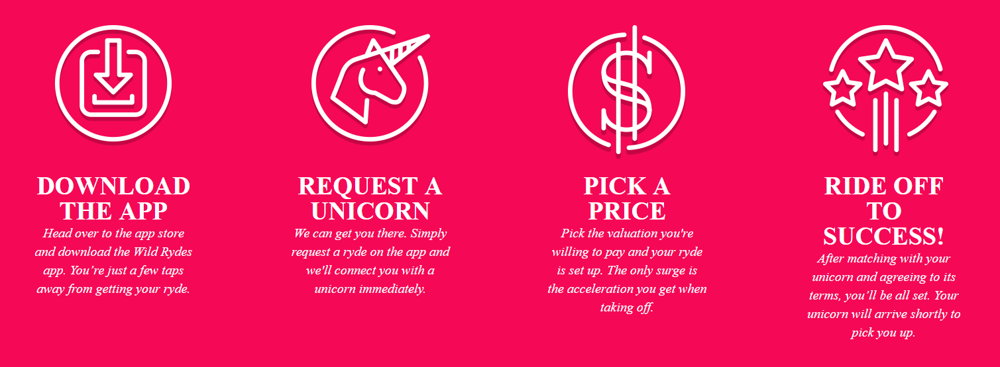 DOWNLOAD
THE APP
Head over to the app store
and download the Wild Rydes
app. You’re just a few taps
away from getting your ryde.
REQUEST A
UNICORN
We can get you there. Simply
request a ryde on the app and
we'll connect you with a
unicorn immediately.
PICK A
PRICE
Pick the valuation you're
willing to pay and your ryde
is set up. The only surge is
the acceleration you get when
taking off.
RIDE OFF
TO
SUCCESS!
After matching with your
unicorn and agreeing to its
terms, you’ll be all set. Your
unicorn will arrive shortly to
pick you up.